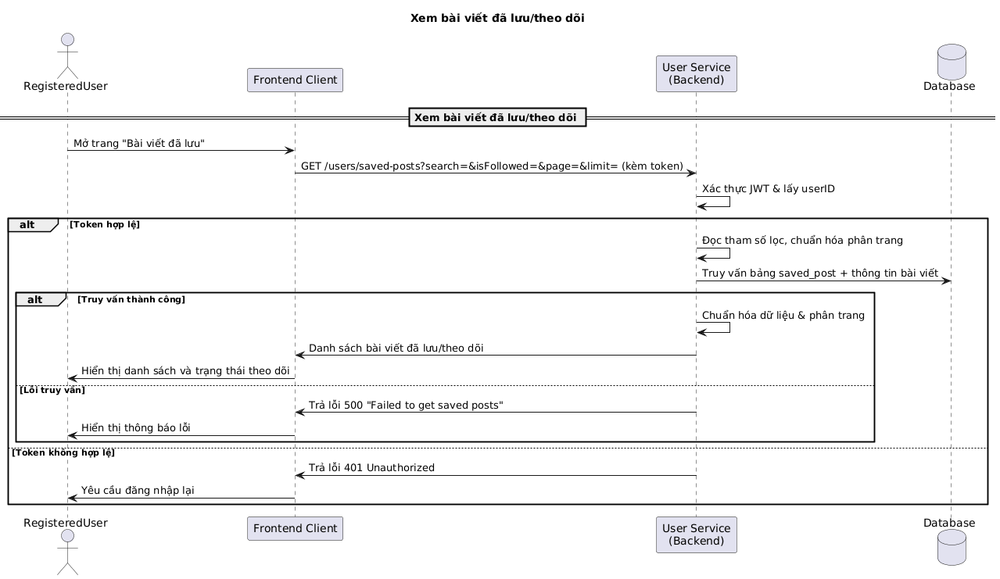 Xem bài viết đã lưu/theo dõi
RegisteredUser
Frontend Client
User Service
(Backend)
Database
Xem bài viết đã lưu/theo dõi
Mở trang "Bài viết đã lưu"
GET /users/saved-posts?search=&isFollowed=&page=&limit= (kèm token)
Xác thực JWT & lấy userID
alt [Token hợp lệ]
Đọc tham số lọc, chuẩn hóa phân trang
Truy vấn bảng saved_post + thông tin bài viết
alt [Truy vấn thành công]
Chuẩn hóa dữ liệu & phân trang
Danh sách bài viết đã lưu/theo dõi
Hiển thị danh sách và trạng thái theo dõi
[Lỗi truy vấn]
Trả lỗi 500 "Failed to get saved posts"
Hiển thị thông báo lỗi
[Token không hợp lệ]
Trả lỗi 401 Unauthorized
Yêu cầu đăng nhập lại
RegisteredUser
Frontend Client
User Service
(Backend)
Database